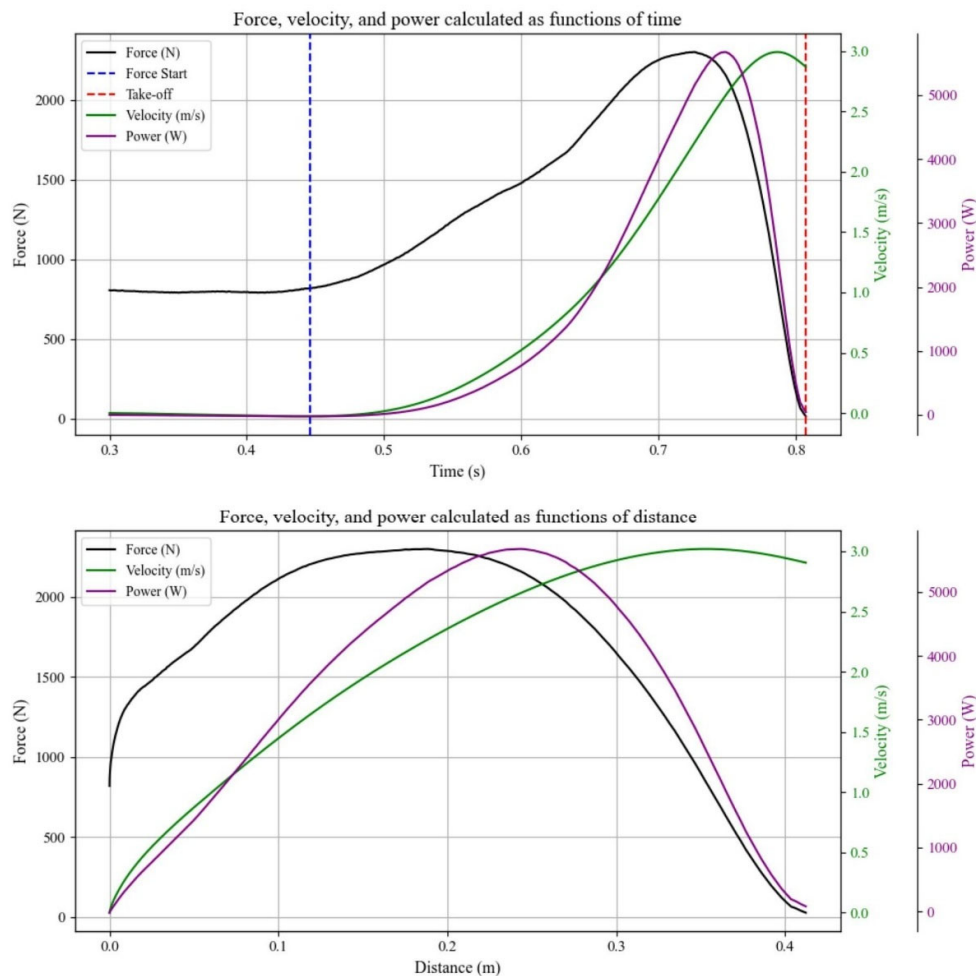 Force, velocity, and power calculated as functions of time
Force (N)
Force Start
Take-off
Velocity (m/s)
Power (W)
2000
1500
1000
500
0
Force (N)
3.0
2.5
2.0
1.5
1.0
0.5
0.0
Velocity (m/s)
5000
4000
3000
2000
1000
0
Power (W)
0.3
0.4
0.5
0.6
0.7
0.8
Time (s)
Force, velocity, and power calculated as functions of distance
Force (N)
Velocity (m/s)
Power (W)
2000
1500
1000
500
0
Force (N)
3.0
2.5
2.0
1.5
1.0
0.5
0.0
Velocity (m/s)
5000
4000
3000
2000
1000
0
Power (W)
0.0
0.1
0.2
0.3
0.4
Distance (m)